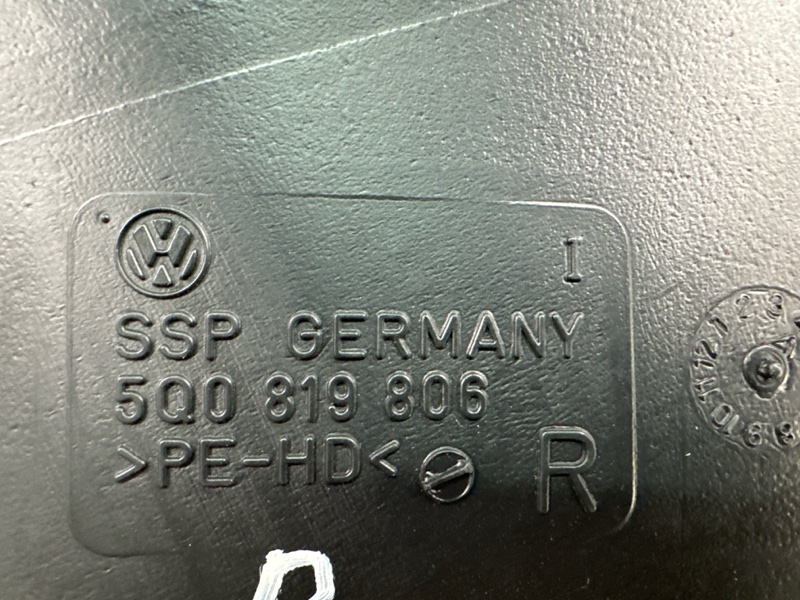 I
SSP GERMANY
5Q0 819 806
>PE-HD<
R